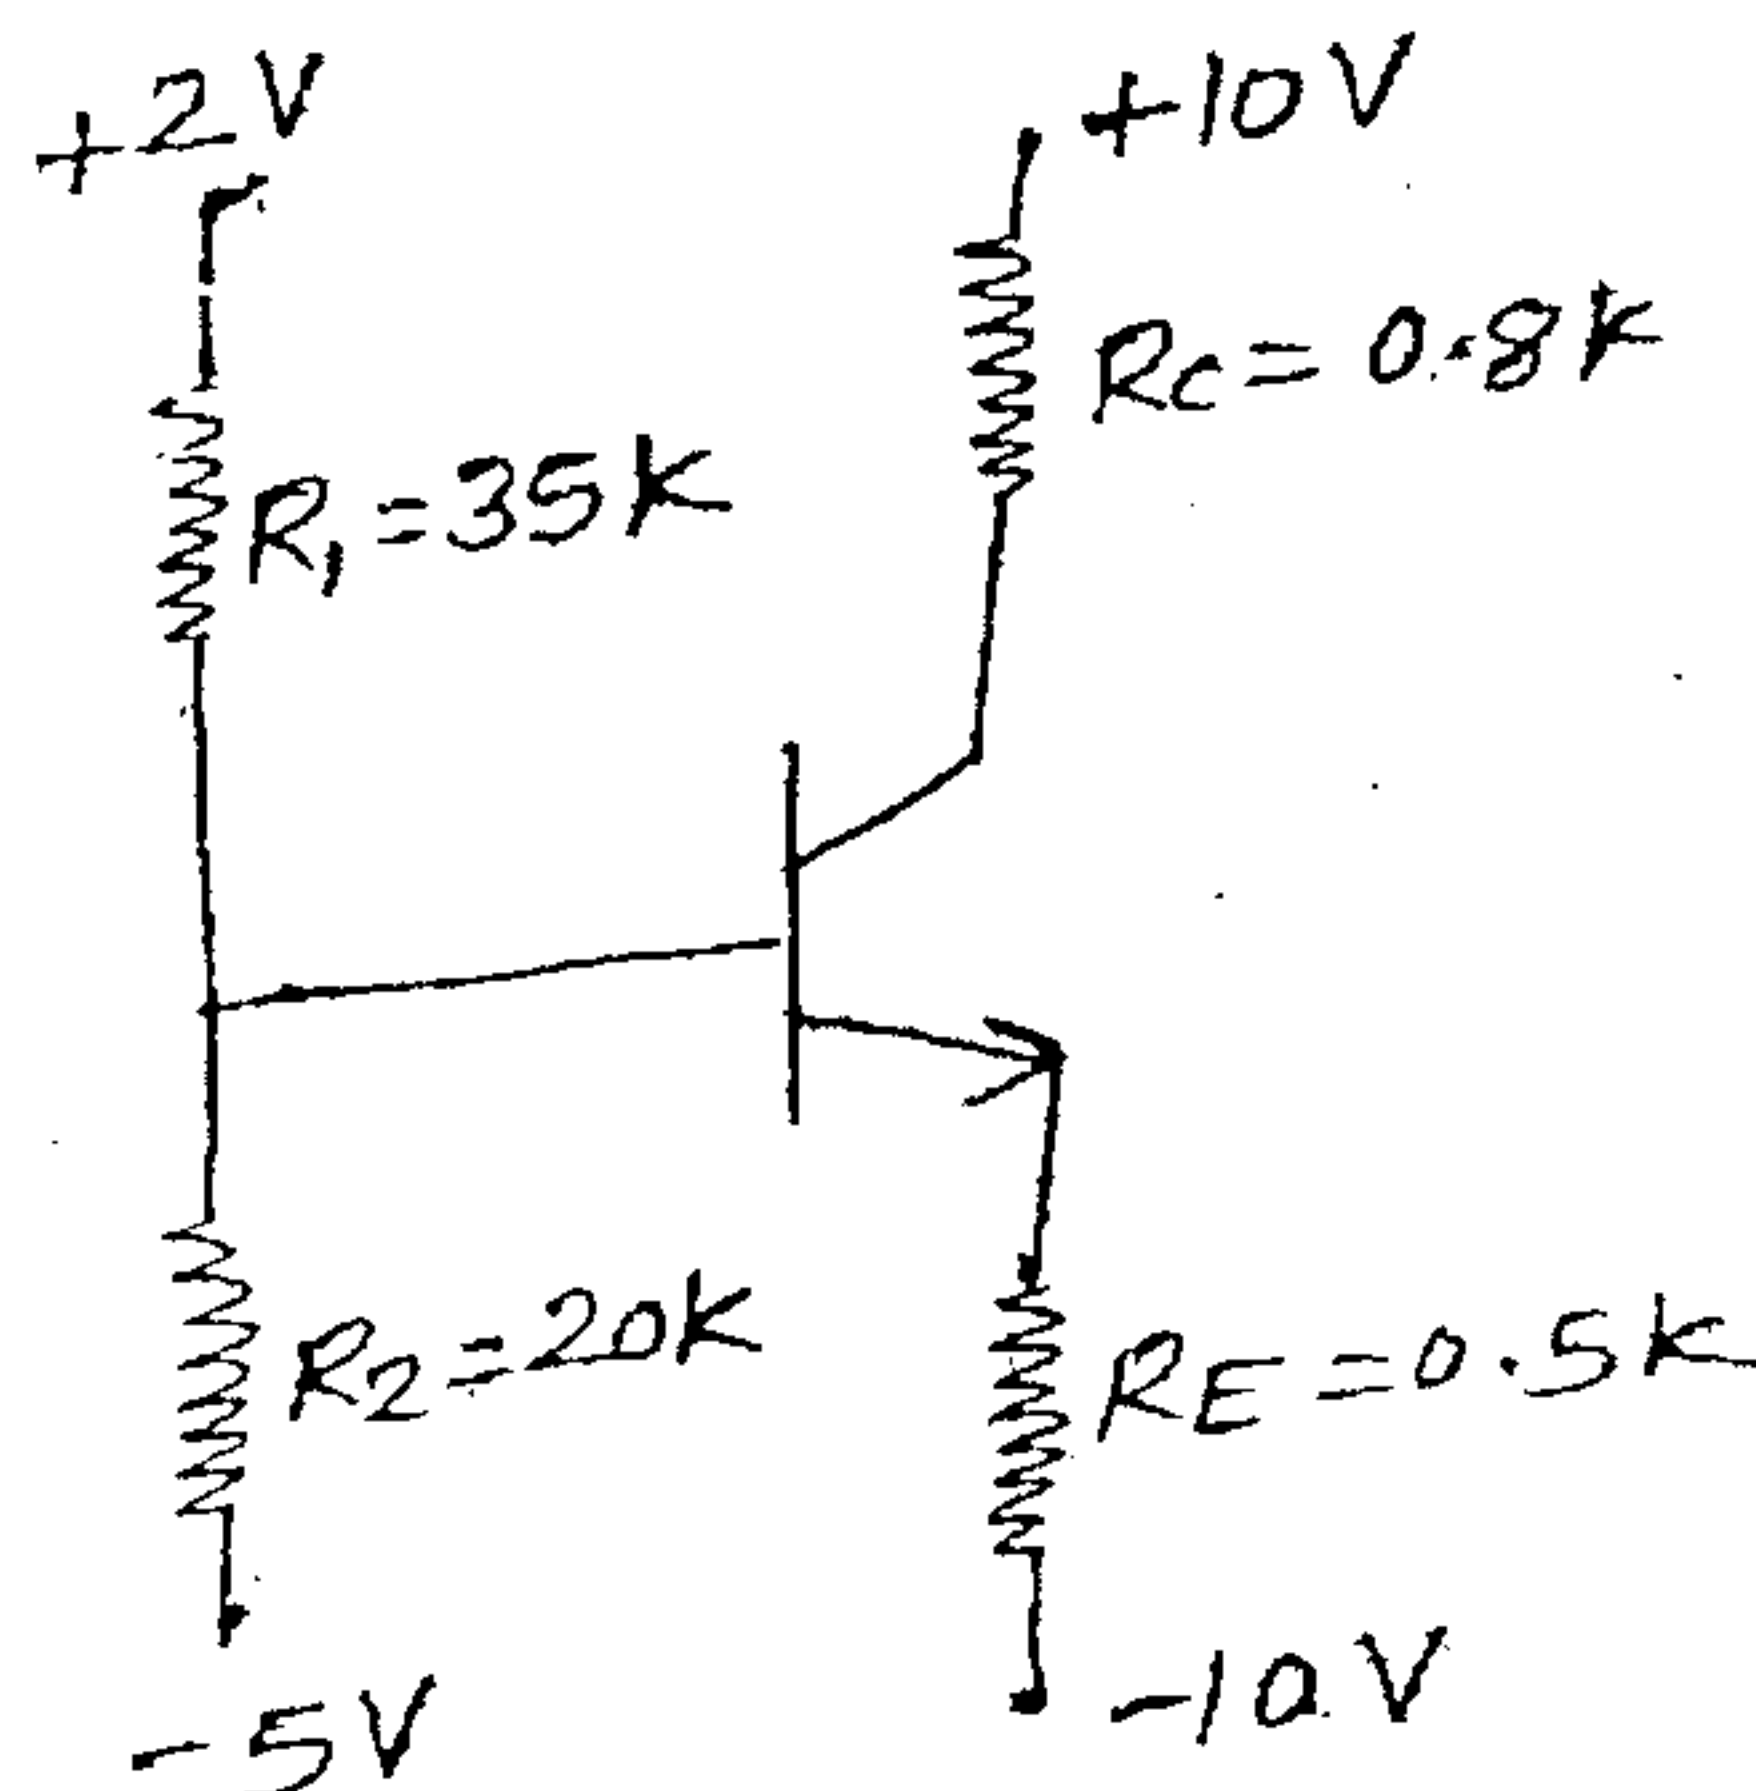 +2V
+10V
RC = 0.8K
R1 = 35K
R2 = 20K
RE = 0.5K
-10V
-5V